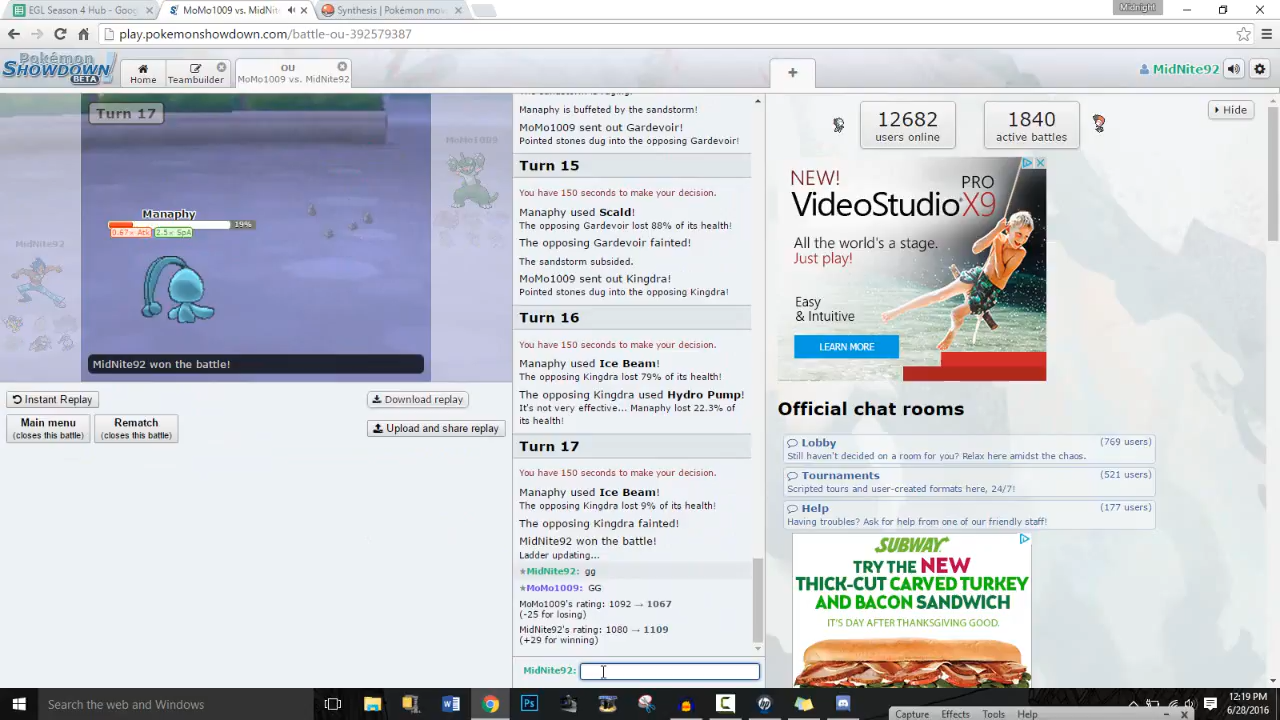 EGL Season 4 Hub - Goog
MoMo1009 vs. MidNit
Synthesis | Pokémon mov
Midnight
play.pokemonshowdown.com/battle-ou-392579387
Pokémon
SHOWDOWN
BETA
Home
Teambuilder
OU
MoMo1009 vs. MidNite92
MidNite92
Turn 17
MoMo1009
Manaphy
19%
0.67× Atk 2.5× SpA
MidNite92
MidNite92 won the battle!
Instant Replay
Download replay
Main menu
(closes this battle)
Rematch
(closes this battle)
Upload and share replay
Manaphy is buffeted by the sandstorm!
MoMo1009 sent out Gardevoir!
Pointed stones dug into the opposing Gardevoir!
Turn 15
You have 150 seconds to make your decision.
Manaphy used Scald!
The opposing Gardevoir lost 88% of its health!
The opposing Gardevoir fainted!
The sandstorm subsided.
MoMo1009 sent out Kingdra!
Pointed stones dug into the opposing Kingdra!
Turn 16
You have 150 seconds to make your decision.
Manaphy used Ice Beam!
The opposing Kingdra lost 79% of its health!
The opposing Kingdra used Hydro Pump!
It's not very effective... Manaphy lost 22.3% of
its health!
Turn 17
You have 150 seconds to make your decision.
Manaphy used Ice Beam!
The opposing Kingdra lost 9% of its health!
The opposing Kingdra fainted!
MidNite92 won the battle!
Ladder updating...
★MidNite92: gg
★MoMo1009: GG
MoMo1009's rating: 1092 → 1067
(-25 for losing)
MidNite92's rating: 1080 → 1109
(+29 for winning)
MidNite92:
12682
users online
1840
active battles
Hide
NEW!
PRO
VideoStudio X9
All the world's a stage.
Just play!
Easy
& Intuitive
LEARN MORE
Official chat rooms
Lobby (769 users)
Still haven't decided on a room for you? Relax here amidst the chaos.
Tournaments (521 users)
Scripted tours and user-created formats here, 24/7!
Help (177 users)
Having troubles? Ask for help from one of our friendly staff!
SUBWAY
TRY THE NEW
THICK-CUT CARVED TURKEY
AND BACON SANDWICH
IT'S DAY AFTER THANKSGIVING GOOD.
Search the web and Windows
12:19 PM
6/28/2016
Capture Effects Tools Help